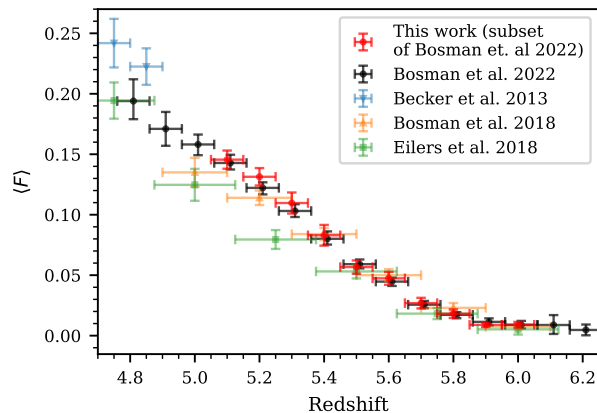 This work (subset
of Bosman et. al 2022)
Bosman et al. 2022
Becker et al. 2013
Bosman et al. 2018
Eilers et al. 2018
0.25
0.20
0.15
0.10
0.05
0.00
⟨F⟩
4.8 5.0 5.2 5.4 5.6 5.8 6.0
Redshift